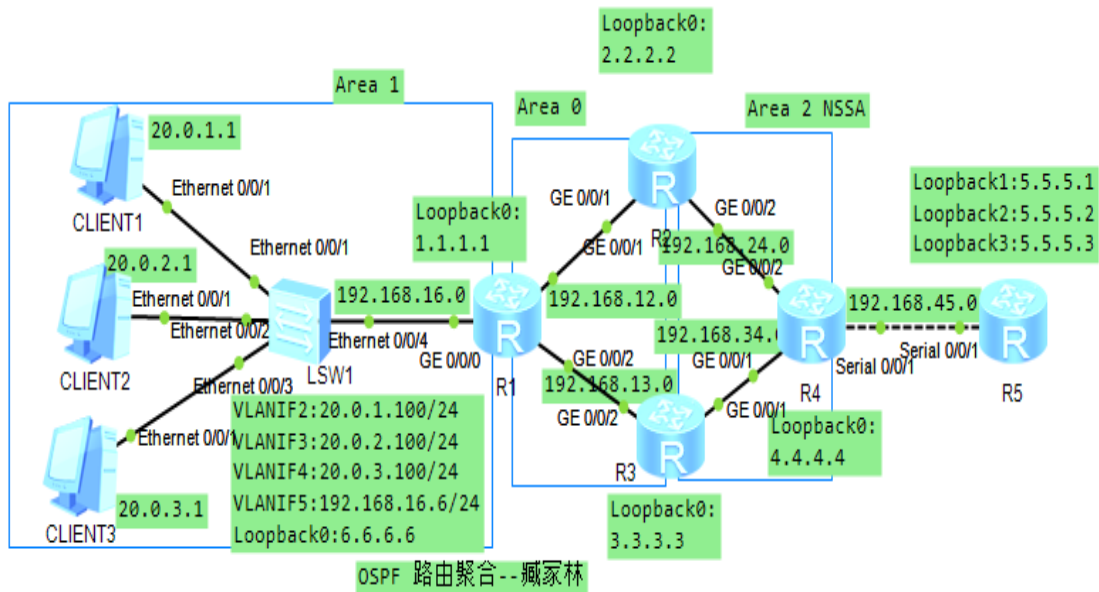 Loopback0:
2.2.2.2
Area 1
Area 0
Area 2 NSSA
20.0.1.1
Ethernet 0/0/1
CLIENT1
Ethernet 0/0/1
Loopback0:
1.1.1.1
GE 0/0/1
GE 0/0/1
R
R2
GE 0/0/2
192.168.24.0
GE 0/0/2
Loopback1:5.5.5.1
Loopback2:5.5.5.2
Loopback3:5.5.5.3
20.0.2.1
Ethernet 0/0/1
Ethernet 0/0/2
CLIENT2
192.168.16.0
Ethernet 0/0/4
GE 0/0/0
LSW1
R
R1
192.168.12.0
GE 0/0/2
192.168.13.0
GE 0/0/2
192.168.34.0
GE 0/0/1
R
R4
192.168.45.0
Serial 0/0/1
Serial 0/0/1
R
R5
Ethernet 0/0/3
Ethernet 0/0/1
20.0.3.1
CLIENT3
VLANIF2:20.0.1.100/24
VLANIF3:20.0.2.100/24
VLANIF4:20.0.3.100/24
VLANIF5:192.168.16.6/24
Loopback0:6.6.6.6
R
R3
GE 0/0/1
Loopback0:
4.4.4.4
Loopback0:
3.3.3.3
OSPF 路由聚合--臧冢林